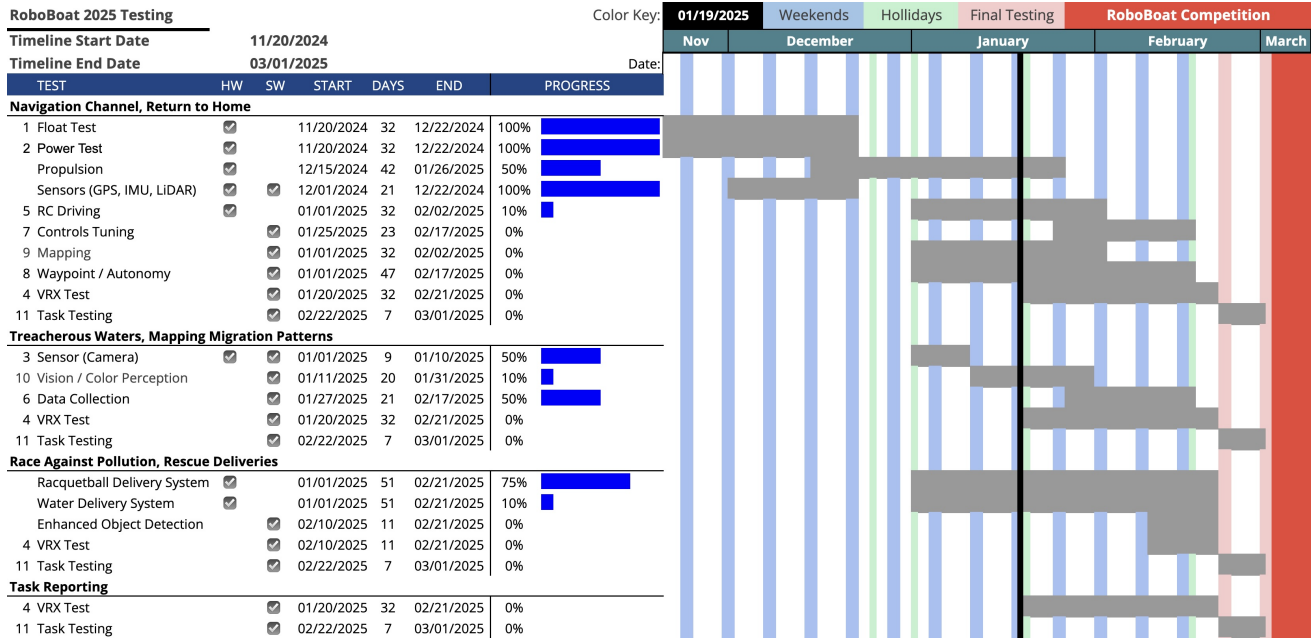 RoboBoat 2025 Testing Color Key: 01/19/2025 Weekends Hollidays Final Testing RoboBoat Competition
Timeline Start Date 11/20/2024 Nov December January February March
Timeline End Date 03/01/2025 Date:
TEST HW SW START DAYS END PROGRESS
Navigation Channel, Return to Home
1 Float Test 11/20/2024 32 12/22/2024 100%
2 Power Test 11/20/2024 32 12/22/2024 100%
Propulsion 12/15/2024 42 01/26/2025 50%
Sensors (GPS, IMU, LiDAR) 12/01/2024 21 12/22/2024 100%
5 RC Driving 01/01/2025 32 02/02/2025 10%
7 Controls Tuning 01/25/2025 23 02/17/2025 0%
9 Mapping 01/01/2025 32 02/02/2025 0%
8 Waypoint / Autonomy 01/01/2025 47 02/17/2025 0%
4 VRX Test 01/20/2025 32 02/21/2025 0%
11 Task Testing 02/22/2025 7 03/01/2025 0%
Treacherous Waters, Mapping Migration Patterns
3 Sensor (Camera) 01/01/2025 9 01/10/2025 50%
10 Vision / Color Perception 01/11/2025 20 01/31/2025 10%
6 Data Collection 01/27/2025 21 02/17/2025 50%
4 VRX Test 01/20/2025 32 02/21/2025 0%
11 Task Testing 02/22/2025 7 03/01/2025 0%
Race Against Pollution, Rescue Deliveries
Racquetball Delivery System 01/01/2025 51 02/21/2025 75%
Water Delivery System 01/01/2025 51 02/21/2025 10%
Enhanced Object Detection 02/10/2025 11 02/21/2025 0%
4 VRX Test 02/10/2025 11 02/21/2025 0%
11 Task Testing 02/22/2025 7 03/01/2025 0%
Task Reporting
4 VRX Test 01/20/2025 32 02/21/2025 0%
11 Task Testing 02/22/2025 7 03/01/2025 0%